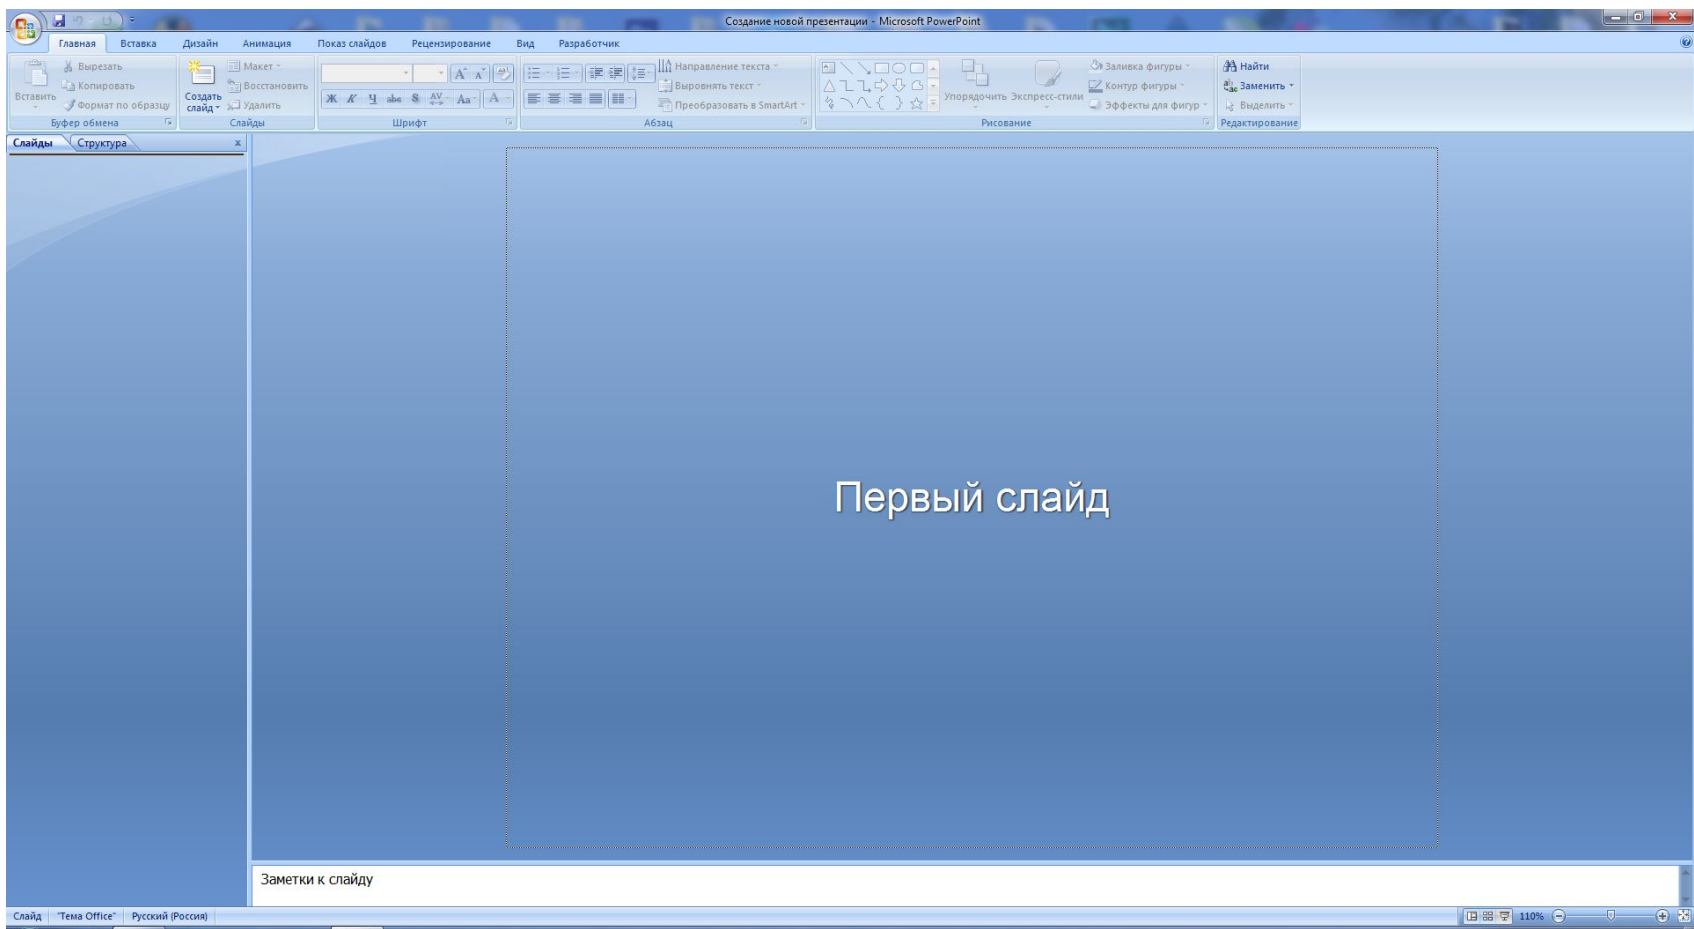 Создание новой презентации - Microsoft PowerPoint
Главная Вставка Дизайн Анимация Показ слайдов Рецензирование Вид Разработчик
Вставить
Вырезать
Копировать
Формат по образцу
Буфер обмена
Создать слайд
Макет
Восстановить
Удалить
Слайды
Ж К Ч abc S AV Aa A
Шрифт
Направление текста
Выровнять текст
Преобразовать в SmartArt
Абзац
Упорядочить Экспресс-стили
Заливка фигуры
Контур фигуры
Эффекты для фигур
Рисование
Найти
Заменить
Выделить
Редактирование
Слайды Структура
Первый слайд
Заметки к слайду
Слайд "Тема Office" Русский (Россия) 110%